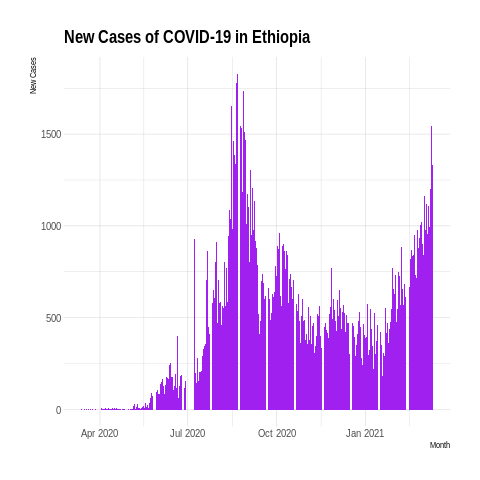 New Cases of COVID-19 in Ethiopia
New Cases
1500
1000
500
0
Apr 2020 Jul 2020 Oct 2020 Jan 2021
Month